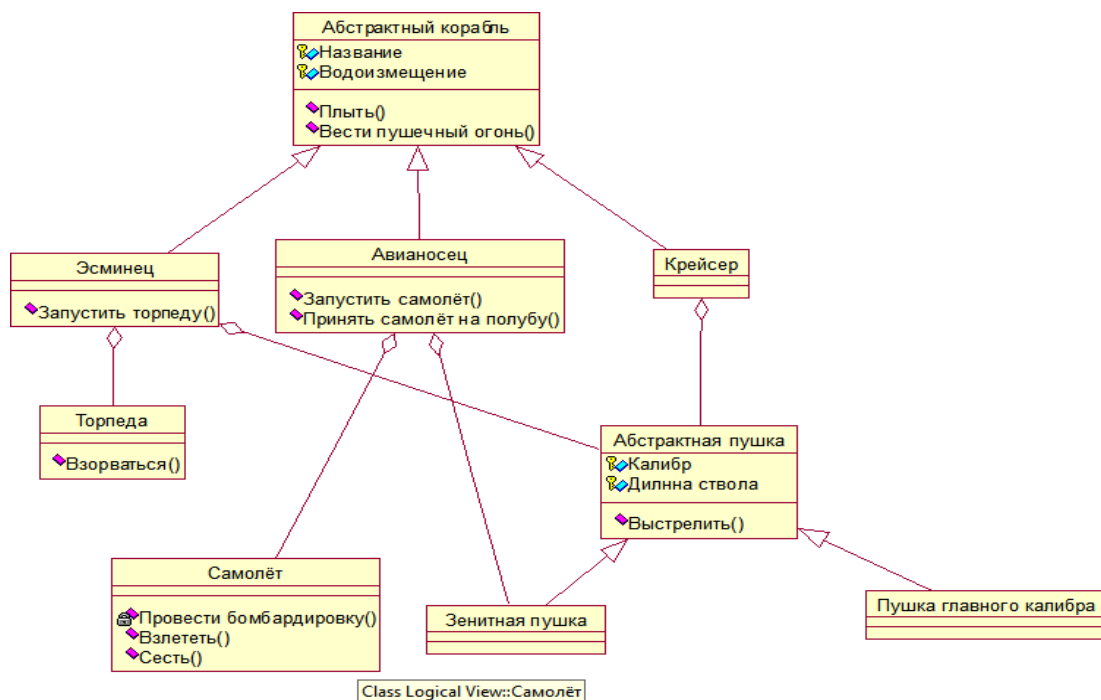 Абстрактный корабль
Название
Водоизмещение
Плыть()
Вести пушечный огонь()
Эсминец
Запустить торпеду()
Авианосец
Запустить самолёт()
Принять самолёт на полубу()
Крейсер
Торпеда
Взорваться()
Абстрактная пушка
Калибр
Дилнна ствола
Выстрелить()
Самолёт
Провести бомбардировку()
Взлететь()
Сесть()
Зенитная пушка
Пушка главного калибра
Class Logical View::Самолёт